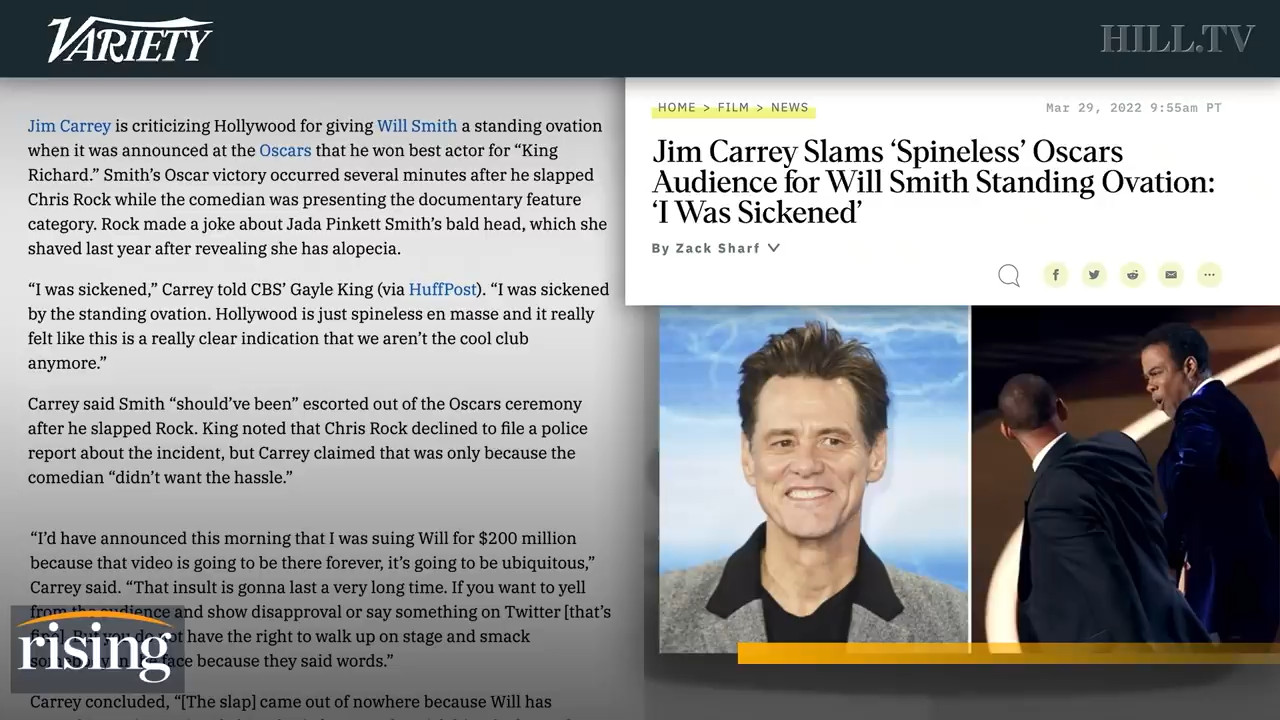 VARIETY
HILL.TV
Jim Carrey is criticizing Hollywood for giving Will Smith a standing ovation
when it was announced at the Oscars that he won best actor for “King
Richard.” Smith’s Oscar victory occurred several minutes after he slapped
Chris Rock while the comedian was presenting the documentary feature
category. Rock made a joke about Jada Pinkett Smith’s bald head, which she
shaved last year after revealing she has alopecia.
“I was sickened,” Carrey told CBS’ Gayle King (via HuffPost). “I was sickened
by the standing ovation. Hollywood is just spineless en masse and it really
felt like this is a really clear indication that we aren’t the cool club
anymore.”
Carrey said Smith “should’ve been” escorted out of the Oscars ceremony
after he slapped Rock. King noted that Chris Rock declined to file a police
report about the incident, but Carrey claimed that was only because the
comedian “didn’t want the hassle.”
“I’d have announced this morning that I was suing Will for $200 million
because that video is going to be there forever, it’s going to be ubiquitous,”
Carrey said. “That insult is gonna last a very long time. If you want to yell
from the audience and show disapproval or say something on Twitter [that’s
But you do not have the right to walk up on stage and smack
face because they said words.”
Carrey concluded, “[The slap] came out of nowhere because Will has
HOME > FILM > NEWS
Mar 29, 2022 9:55am PT
Jim Carrey Slams ‘Spineless’ Oscars
Audience for Will Smith Standing Ovation:
‘I Was Sickened’
By Zack Sharf
rising